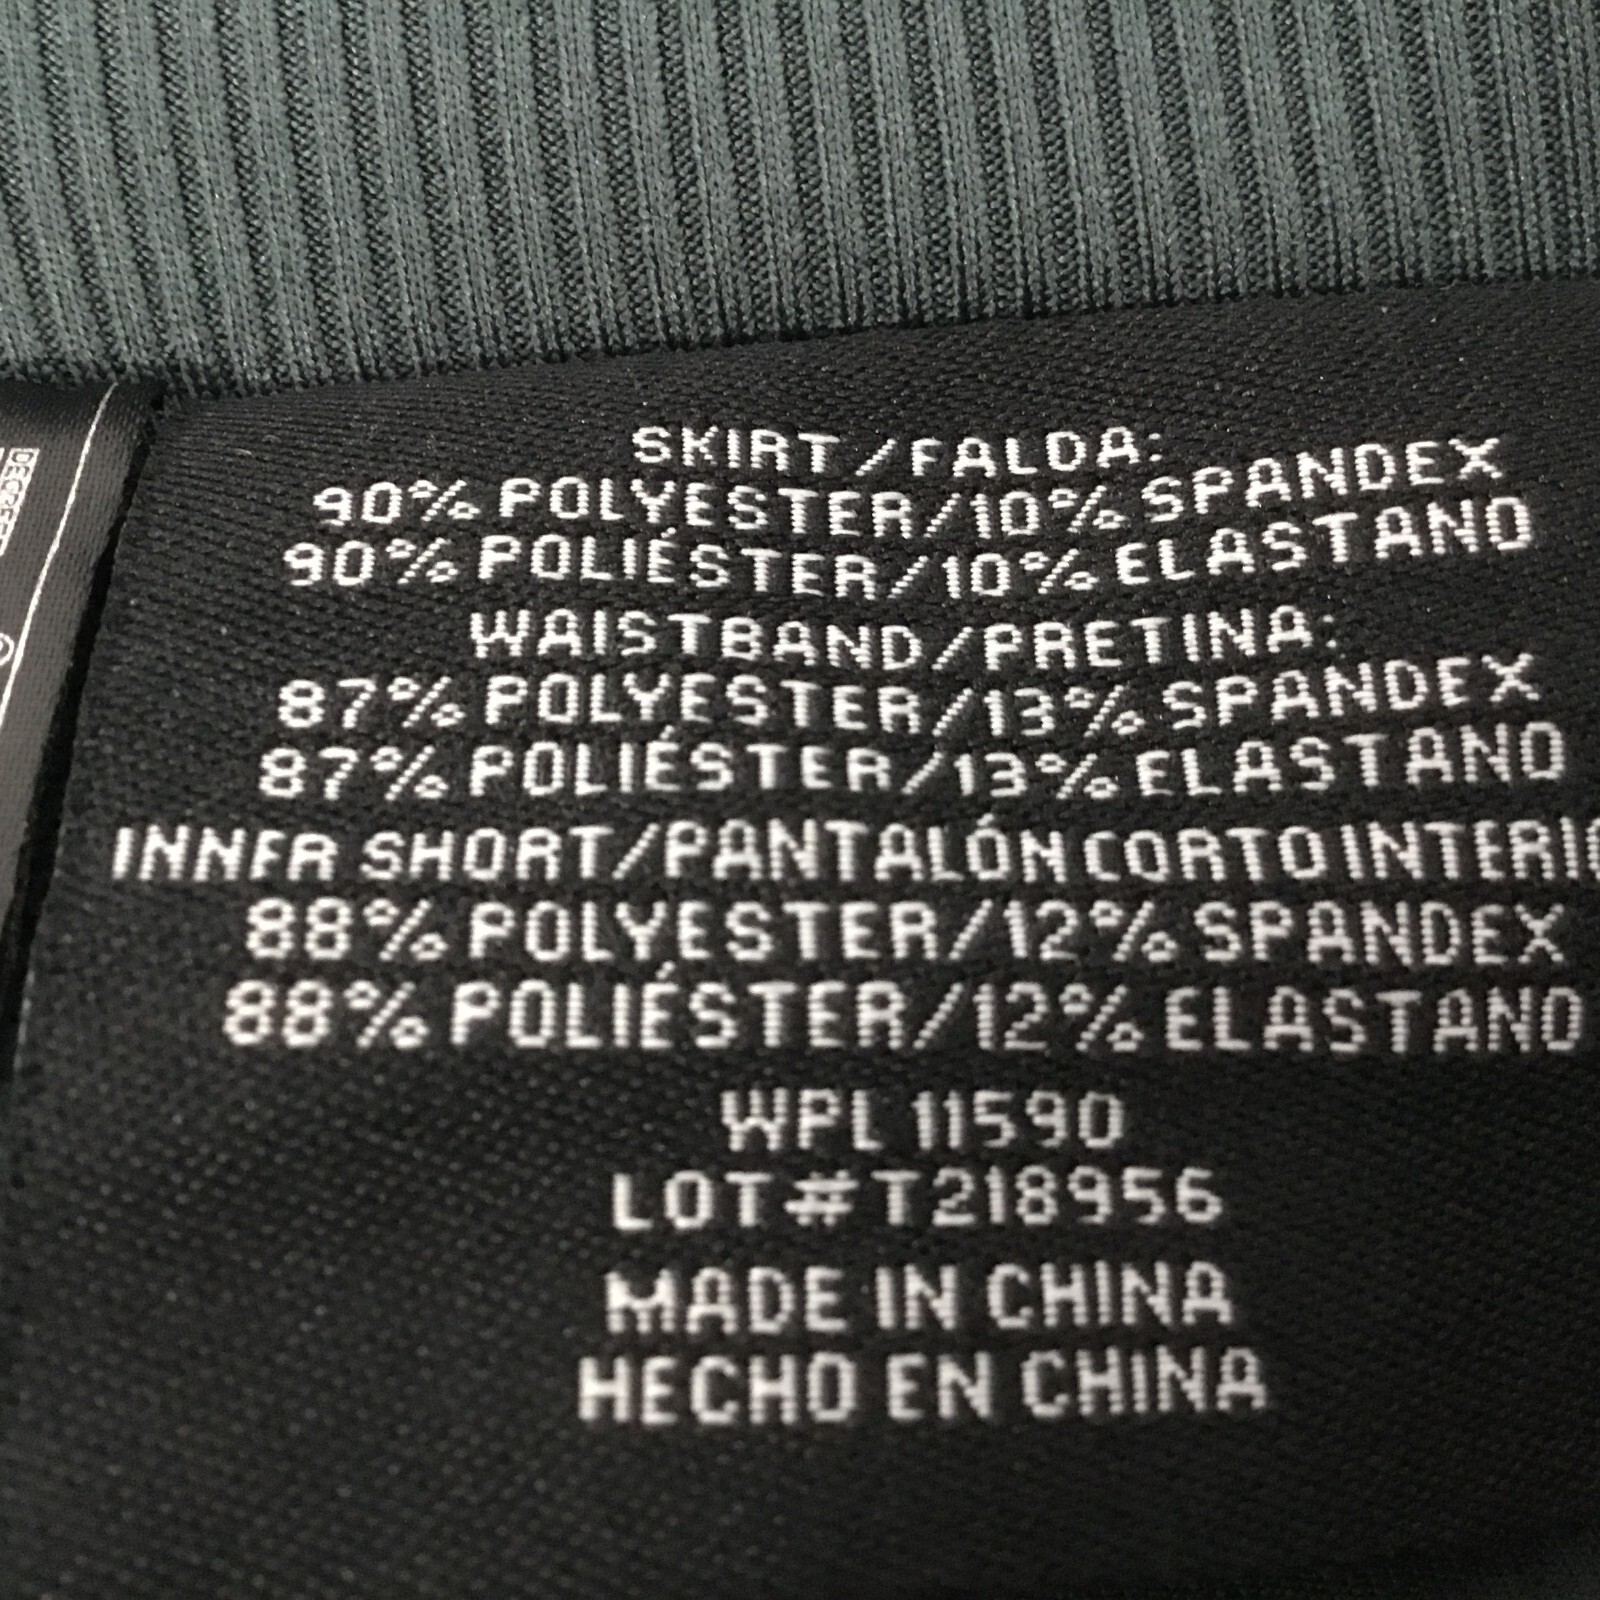 SKIRT/FALDA:
90% POLYESTER/10% SPANDEX
90% POLIÉSTER/10% ELASTANO
WAISTBAND/PRETINA:
87% POLYESTER/13% SPANDEX
87% POLIÉSTER/13% ELASTANO
INNER SHORT/PANTALÓN CORTO
88% POLYESTER/12% SPANDEX
88% POLIÉSTER/12% ELASTANO
WPL 11590
LOT#T218956
MADE IN CHINA
HECHO EN CHINA